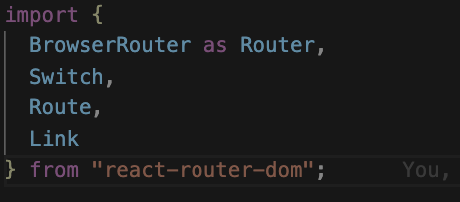 import {
  BrowserRouter as Router,
  Switch,
  Route,
  Link
} from "react-router-dom"; You,